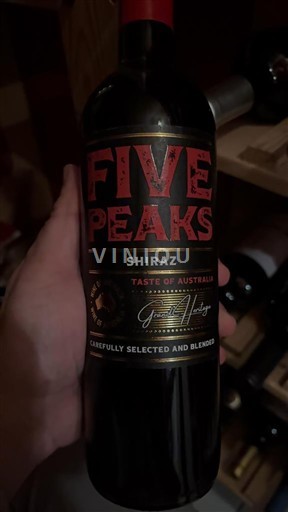 FIVE
PEAKS
SHIRAZ
VINIOU
TASTE OF AUSTRALIA
Grand Heritage
CAREFULLY SELECTED AND BLENDED